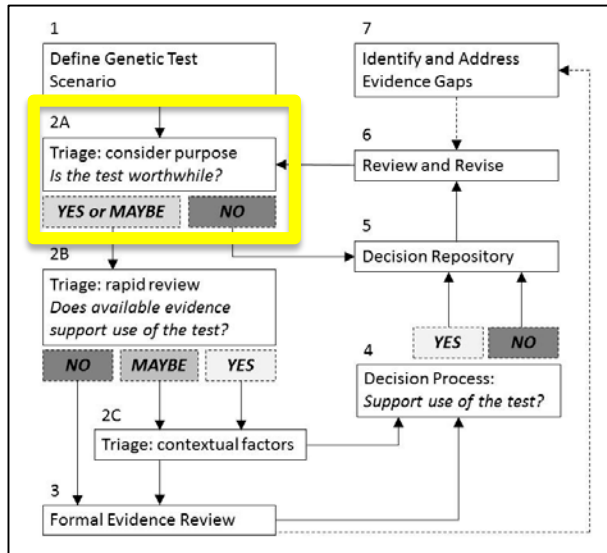 1
Define Genetic Test
Scenario
2A
Triage: consider purpose
Is the test worthwhile?
YES or MAYBE
NO
2B
Triage: rapid review
Does available evidence
support use of the test?
NO
MAYBE
YES
2C
Triage: contextual factors
3
Formal Evidence Review
7
Identify and Address
Evidence Gaps
6
Review and Revise
5
Decision Repository
YES
NO
4
Decision Process:
Support use of the test?